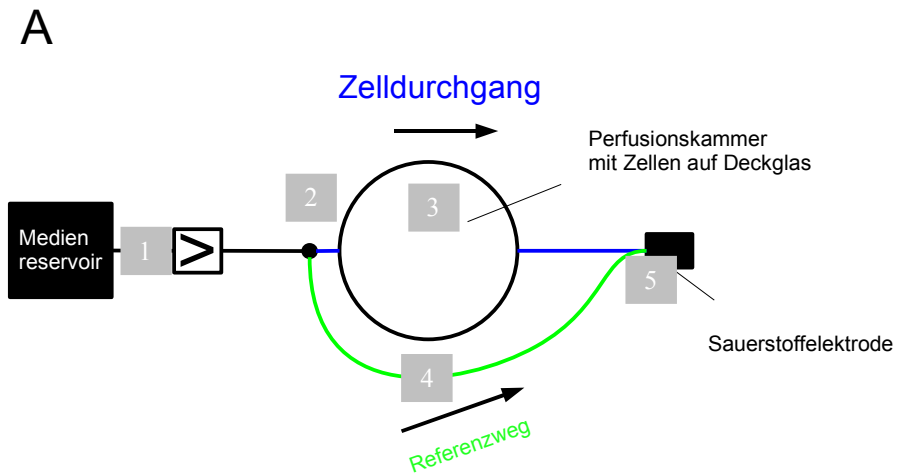 A
Zelldurchgang
Perfusionskammer
mit Zellen auf Deckglas
2
3
Medien
reservoir
1
>
5
Sauerstoffelektrode
4
Referenzweg